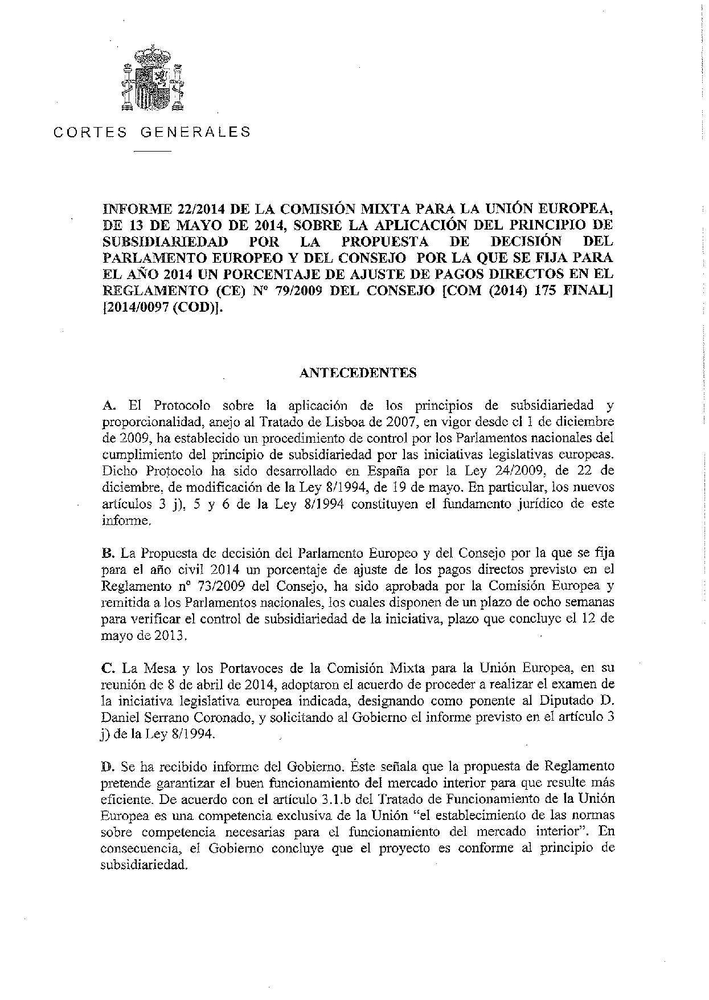 CORTES GENERALES
INFORME 22/2014 DE LA COMISIÓN MIXTA PARA LA UNIÓN EUROPEA,
DE 13 DE MAYO DE 2014, SOBRE LA APLICACIÓN DEL PRINCIPIO DE
SUBSIDIARIEDAD POR LA PROPUESTA DE DECISIÓN DEL
PARLAMENTO EUROPEO Y DEL CONSEJO POR LA QUE SE FIJA PARA
EL AÑO 2014 UN PORCENTAJE DE AJUSTE DE PAGOS DIRECTOS EN EL
REGLAMENTO (CE) Nº 79/2009 DEL CONSEJO [COM (2014) 175 FINAL]
[2014/0097 (COD)].
ANTECEDENTES
A. El Protocolo sobre la aplicación de los principios de subsidiariedad y
proporcionalidad, anejo al Tratado de Lisboa de 2007, en vigor desde el 1 de diciembre
de 2009, ha establecido un procedimiento de control por los Parlamentos nacionales del
cumplimiento del principio de subsidiariedad por las iniciativas legislativas europeas.
Dicho Protocolo ha sido desarrollado en España por la Ley 24/2009, de 22 de
diciembre, de modificación de la Ley 8/1994, de 19 de mayo. En particular, los nuevos
artículos 3 j), 5 y 6 de la Ley 8/1994 constituyen el fundamento jurídico de este
informe.
B. La Propuesta de decisión del Parlamento Europeo y del Consejo por la que se fija
para el año civil 2014 un porcentaje de ajuste de los pagos directos previsto en el
Reglamento nº 73/2009 del Consejo, ha sido aprobada por la Comisión Europea y
remitida a los Parlamentos nacionales, los cuales disponen de un plazo de ocho semanas
para verificar el control de subsidiariedad de la iniciativa, plazo que concluye el 12 de
mayo de 2013.
C. La Mesa y los Portavoces de la Comisión Mixta para la Unión Europea, en su
reunión de 8 de abril de 2014, adoptaron el acuerdo de proceder a realizar el examen de
la iniciativa legislativa europea indicada, designando como ponente al Diputado D.
Daniel Serrano Coronado, y solicitando al Gobierno el informe previsto en el artículo 3
j) de la Ley 8/1994.
D. Se ha recibido informe del Gobierno. Éste señala que la propuesta de Reglamento
pretende garantizar el buen funcionamiento del mercado interior para que resulte más
eficiente. De acuerdo con el artículo 3.1.b del Tratado de Funcionamiento de la Unión
Europea es una competencia exclusiva de la Unión “el establecimiento de las normas
sobre competencia necesarias para el funcionamiento del mercado interior”. En
consecuencia, el Gobierno concluye que el proyecto es conforme al principio de
subsidiariedad.